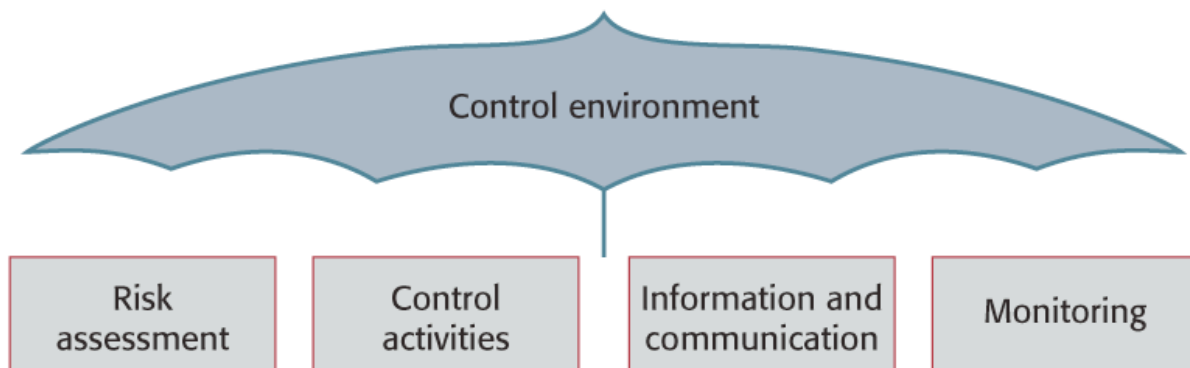 Control environment
Risk
assessment
Control
activities
Information and
communication
Monitoring